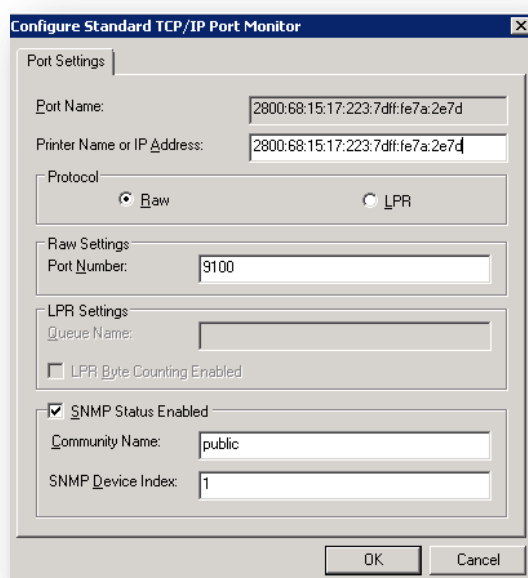 Configure Standard TCP/IP Port Monitor
Port Settings
Port Name:
2800:68:15:17:223:7dff:fe7a:2e7d
Printer Name or IP Address:
2800:68:15:17:223:7dff:fe7a:2e7d
Protocol
Raw
LPR
Raw Settings
Port Number:
9100
LPR Settings
Queue Name:
LPR Byte Counting Enabled
SNMP Status Enabled
Community Name:
public
SNMP Device Index:
1
OK
Cancel